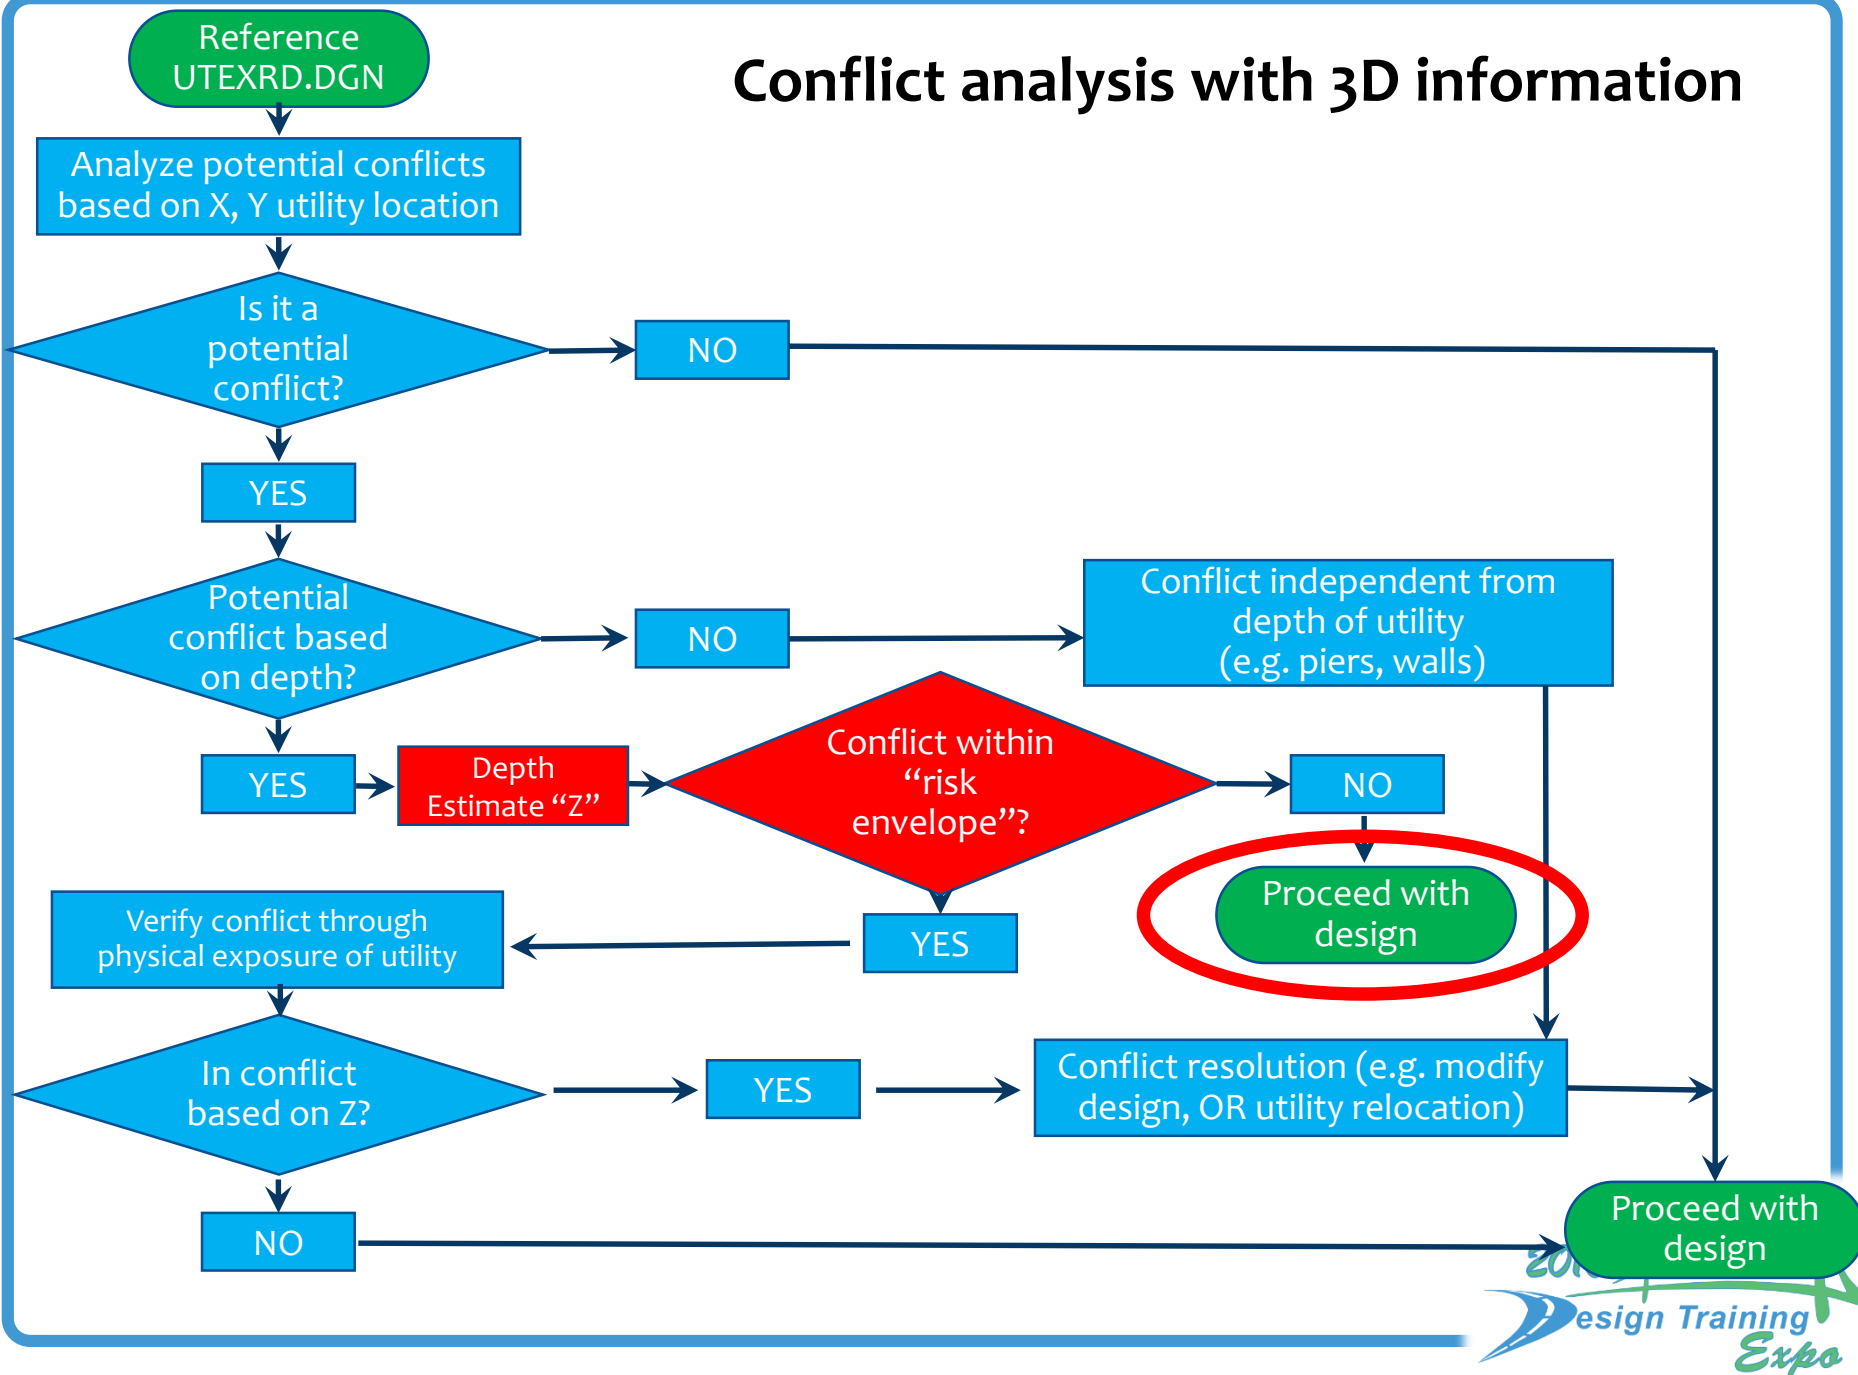 Reference
UTEXRD.DGN
Conflict analysis with 3D information
Analyze potential conflicts
based on X, Y utility location
Is it a
potential
conflict?
NO
YES
Potential
conflict based
on depth?
NO
Conflict independent from
depth of utility
(e.g. piers, walls)
YES
Depth
Estimate “Z”
Conflict within
“risk
envelope”?
NO
Proceed with
design
YES
Verify conflict through
physical exposure of utility
In conflict
based on Z?
YES
Conflict resolution (e.g. modify
design, OR utility relocation)
NO
Proceed with
design
Design Training
Expo